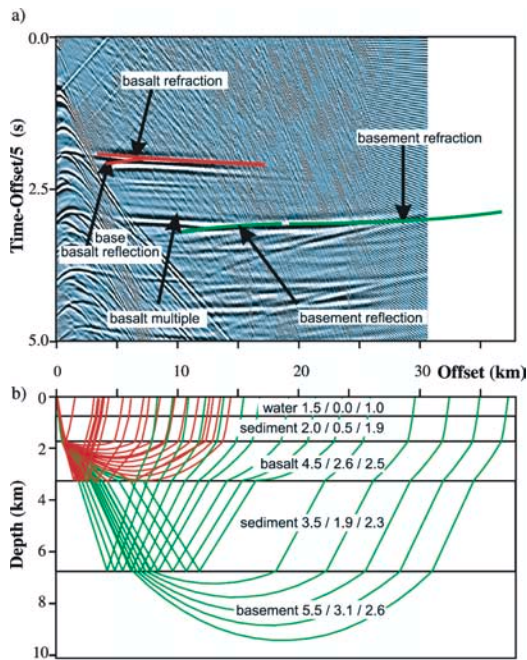 a)
0.0
basalt refraction
basement refraction
Time-Offset/5 (s)
2.5
base
basalt reflection
basalt multiple
basement reflection
5.0
0 10 20 30
Offset (km)
b)
0
water 1.5 / 0.0 / 1.0
sediment 2.0 / 0.5 / 1.9
2
basalt 4.5 / 2.6 / 2.5
Depth (km)
4
sediment 3.5 / 1.9 / 2.3
6
8
basement 5.5 / 3.1 / 2.6
10